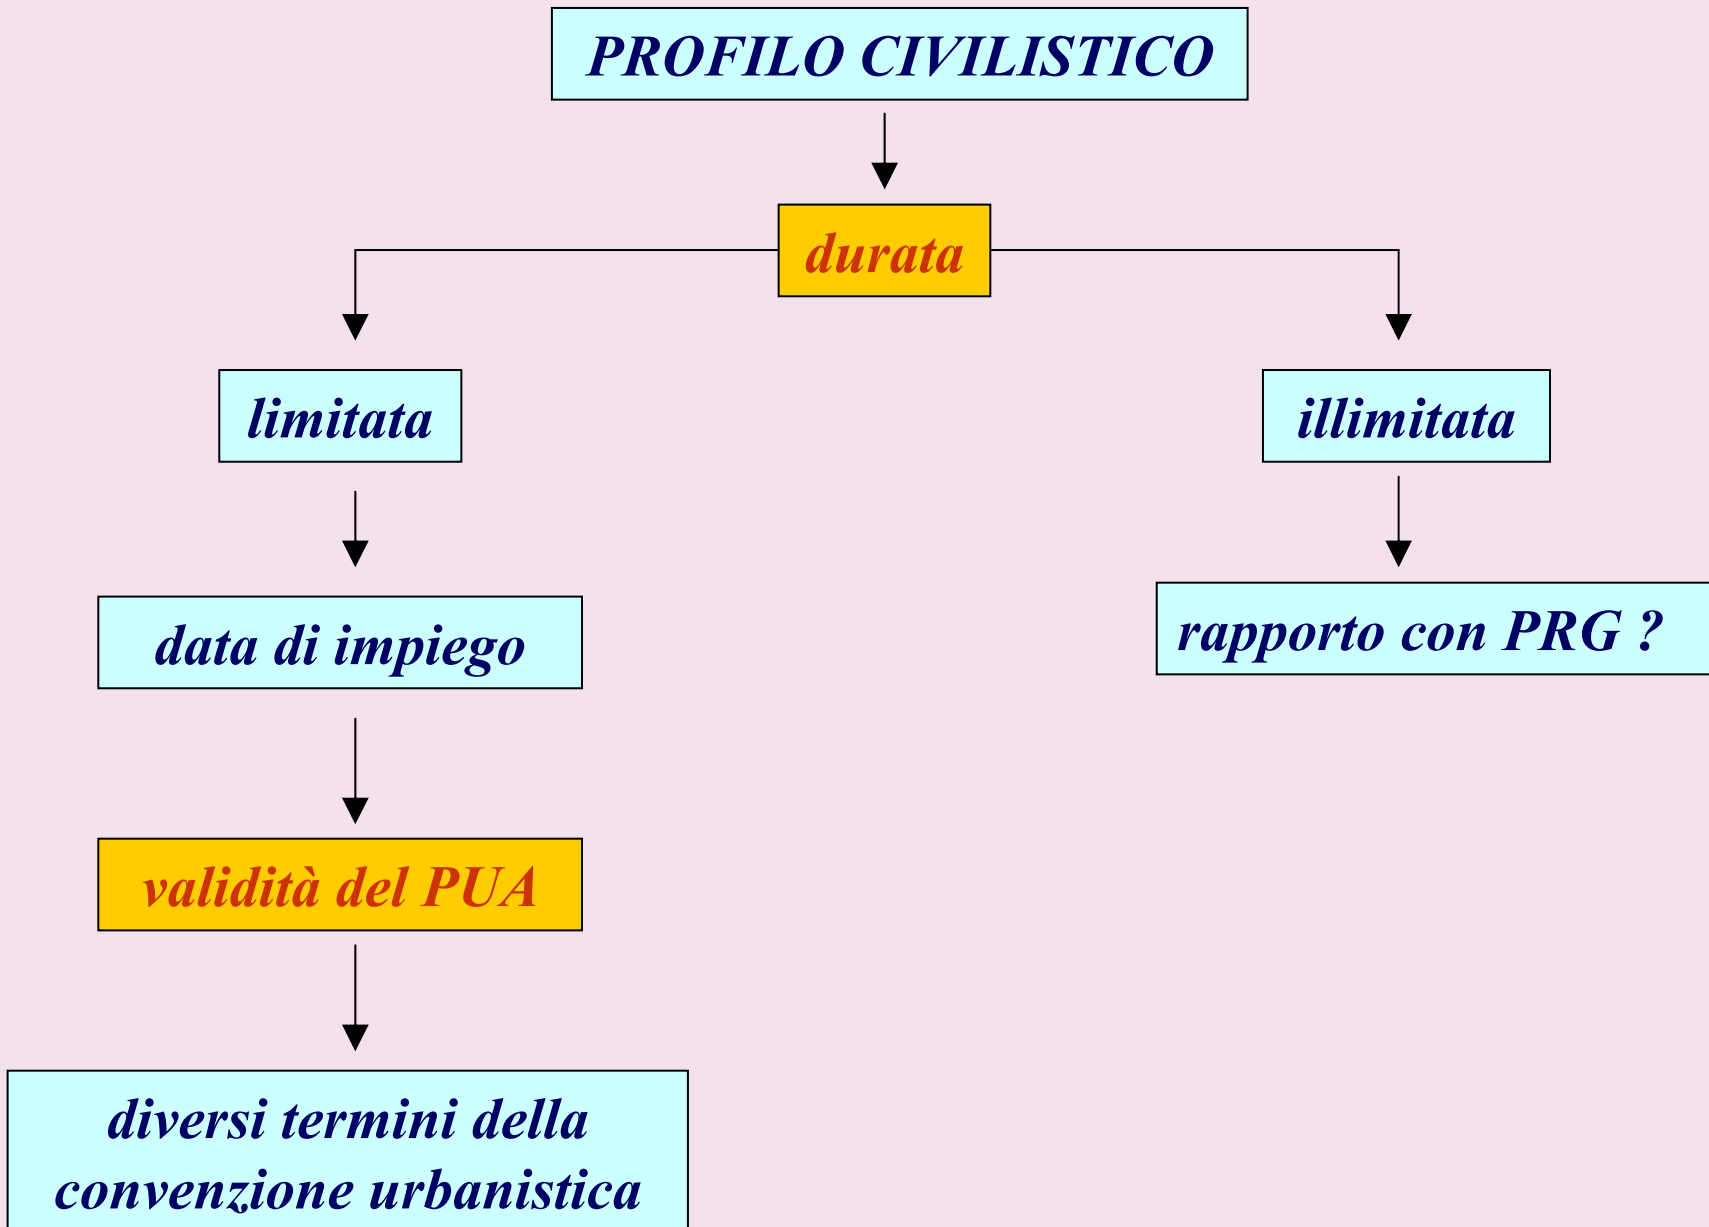 PROFILO CIVILISTICO
durata
limitata
illimitata
data di impiego
rapporto con PRG ?
validità del PUA
diversi termini della
convenzione urbanistica